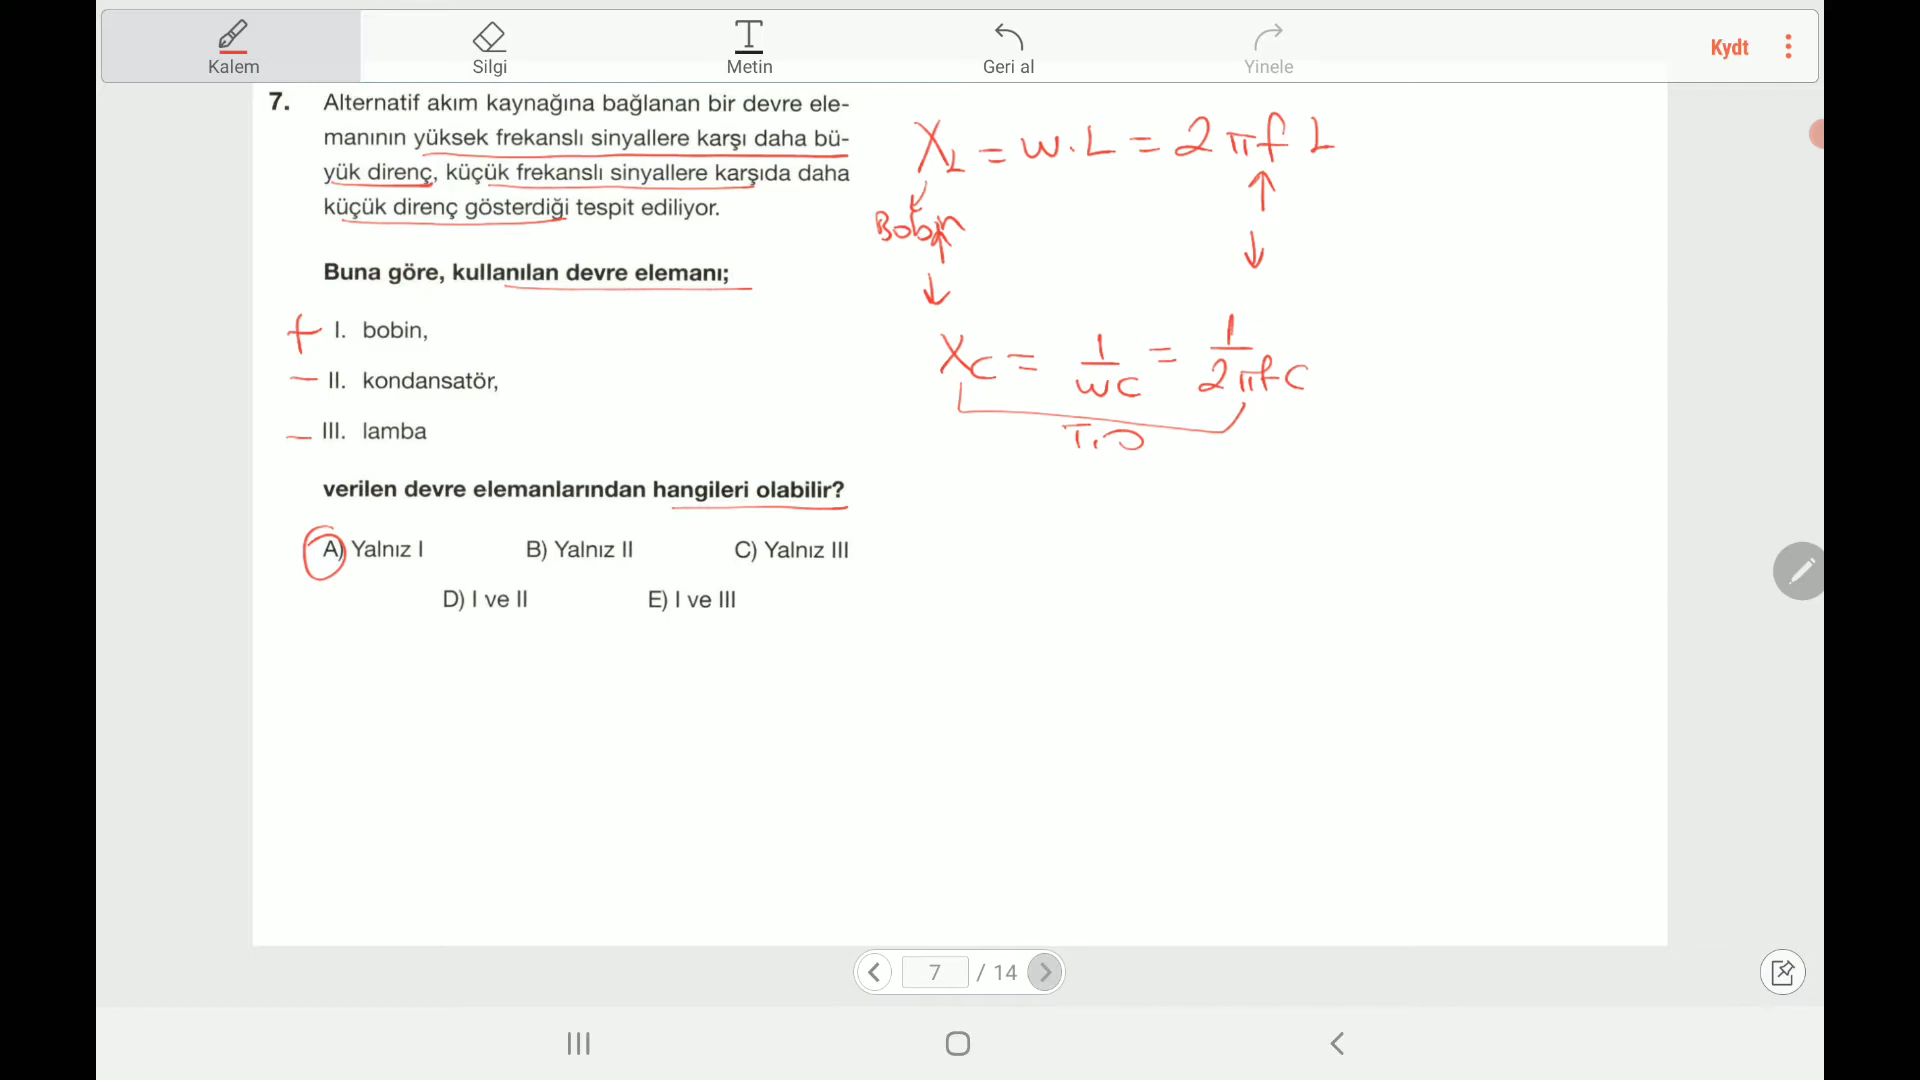 Kalem
Silgi
Metin
Geri al
Yinele
Kydt
7. Alternatif akım kaynağına bağlanan bir devre ele-
manının yüksek frekanslı sinyallere karşı daha bü-
yük direnç, küçük frekanslı sinyallere karşıda daha
küçük direnç gösterdiği tespit ediliyor.
Buna göre, kullanılan devre elemanı;
+ I. bobin,
− II. kondansatör,
− III. lamba
verilen devre elemanlarından hangileri olabilir?
A) Yalnız I B) Yalnız II C) Yalnız III
D) I ve II E) I ve III
X_L = w.L = 2πf L
Bobin
X_C = 1/wC = 1/2πfC
T.O
7 / 14